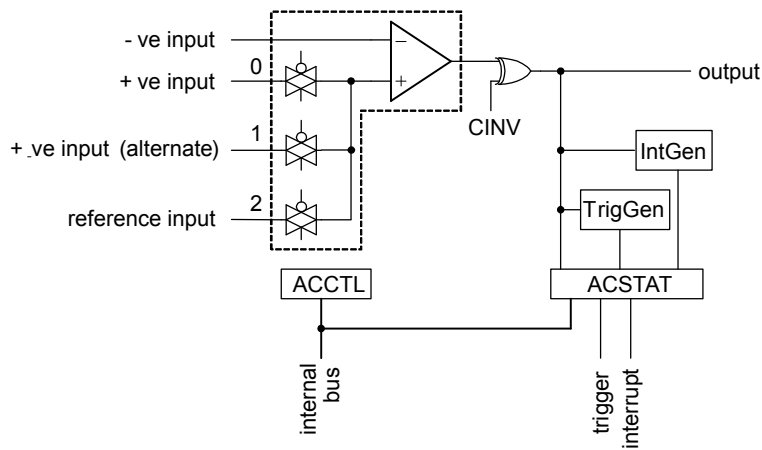 - ve input
+ ve input 0
+ -ve input (alternate) 1
reference input 2
−
+
CINV
output
IntGen
TrigGen
ACCTL
ACSTAT
internal
bus
trigger
interrupt